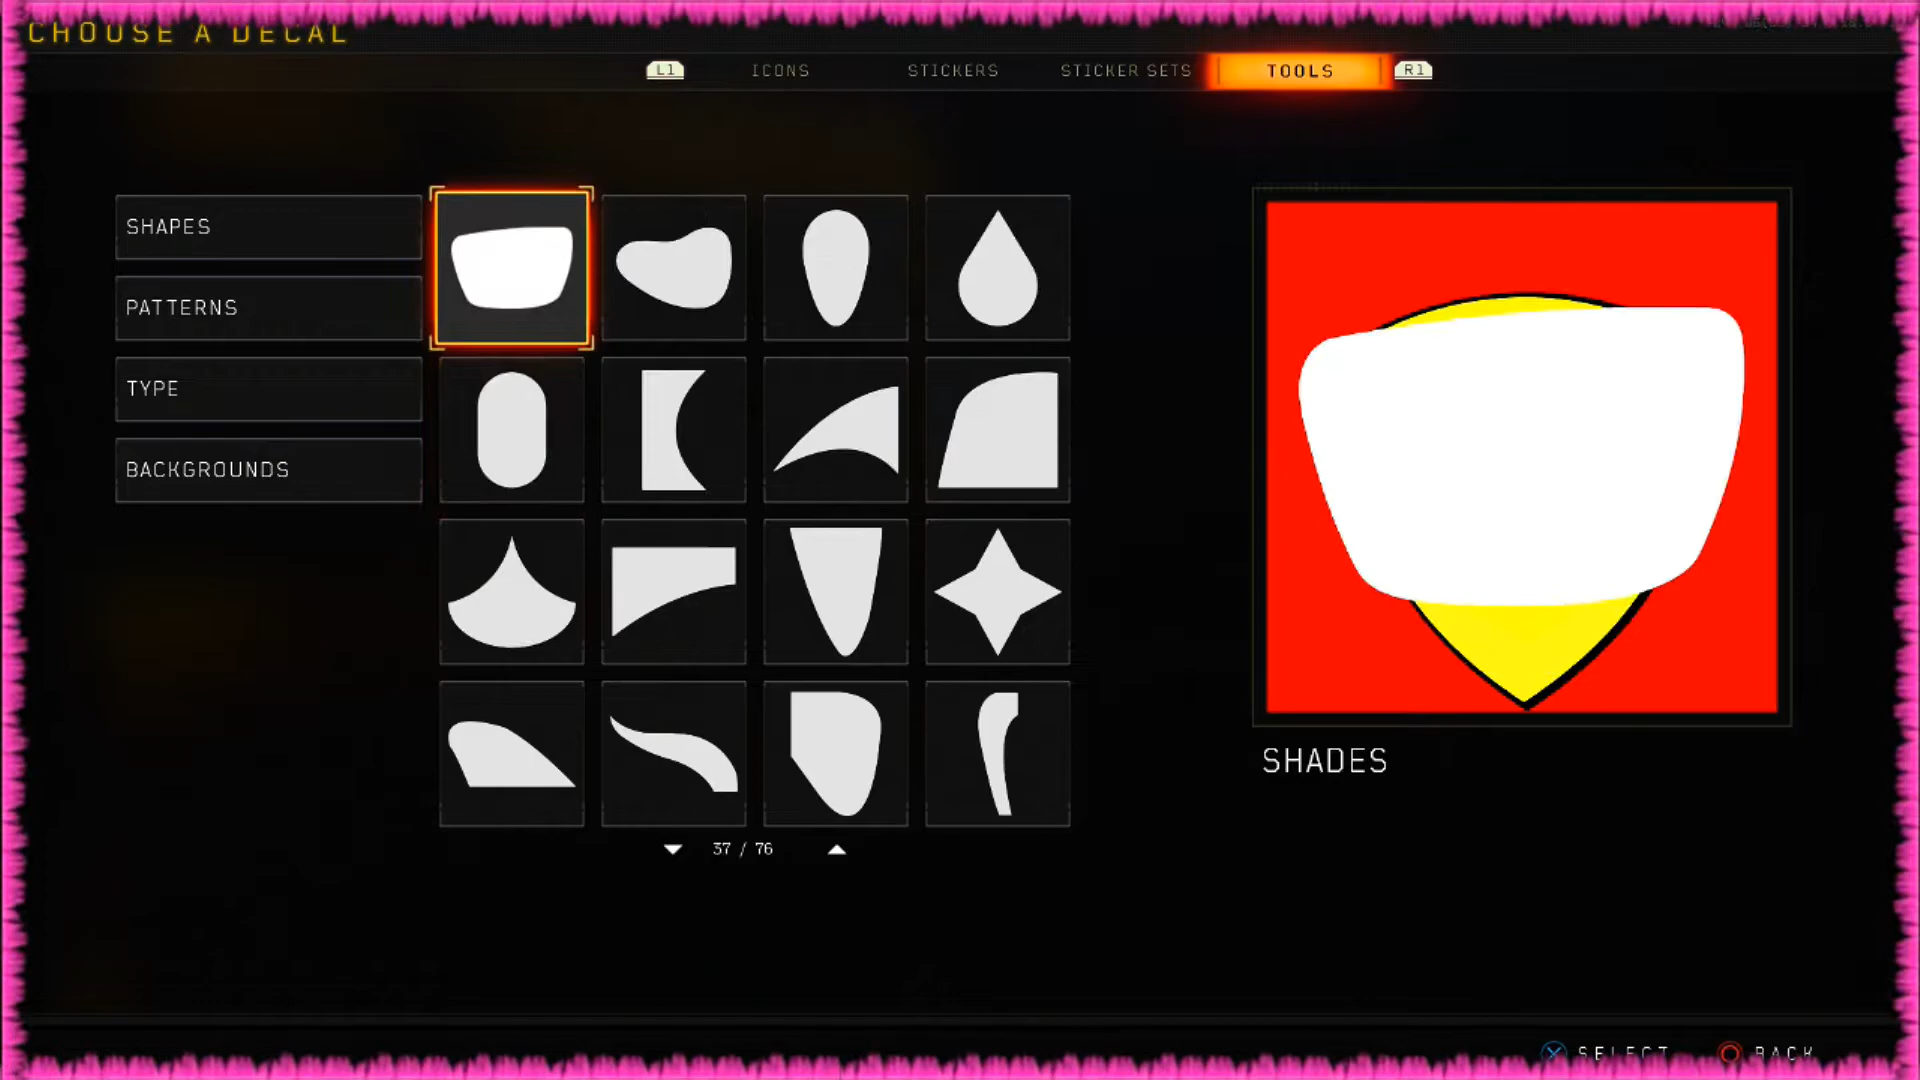 CHOOSE A DECAL
L1 ICONS STICKERS STICKER SETS TOOLS R1
SHAPES
PATTERNS
TYPE
BACKGROUNDS
SHADES
37 / 76
SELECT BACK